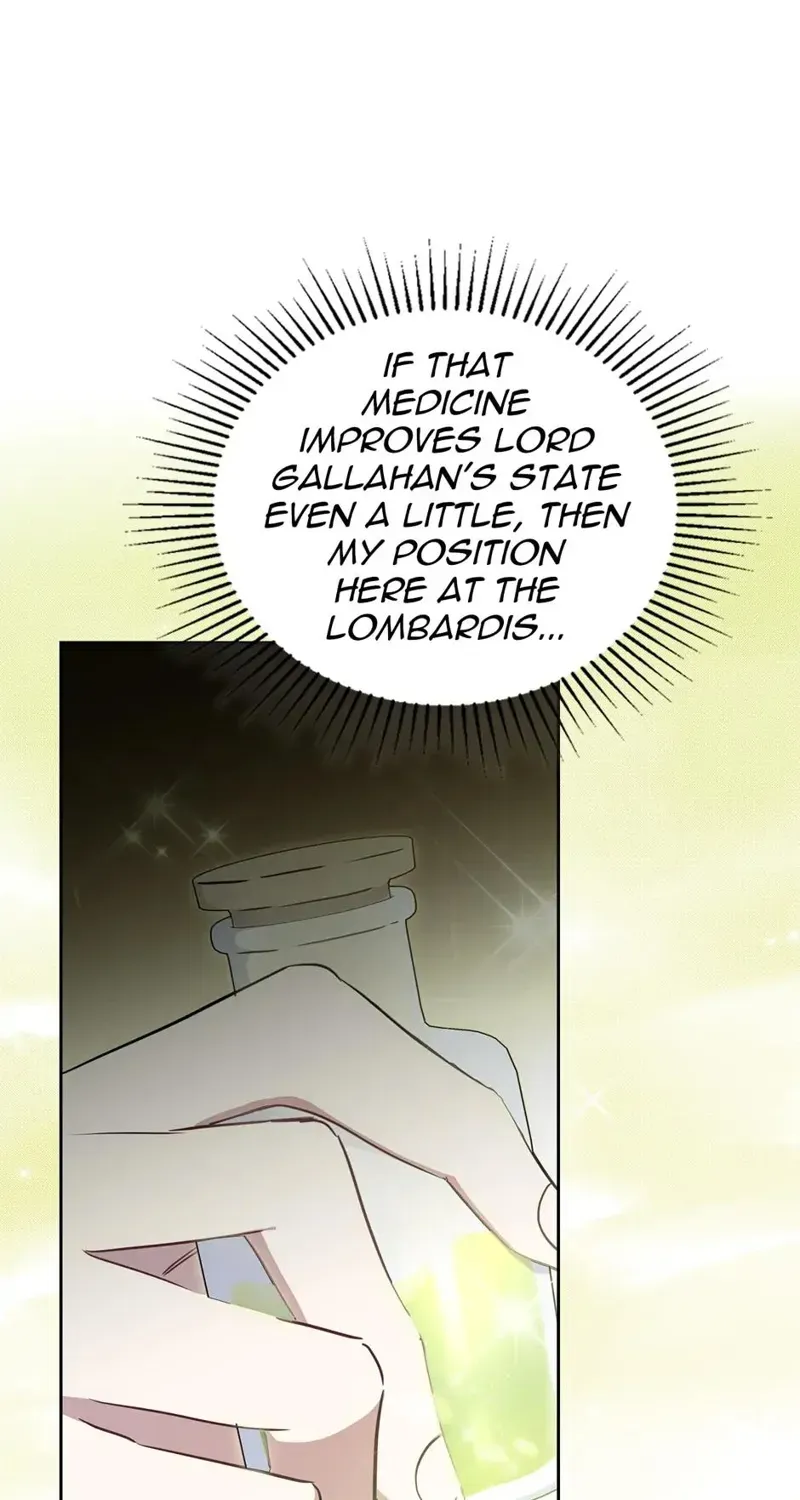 IF THAT
MEDICINE
IMPROVES LORD
GALLAHAN'S STATE
EVEN A LITTLE, THEN
MY POSITION
HERE AT THE
LOMBARDIS...